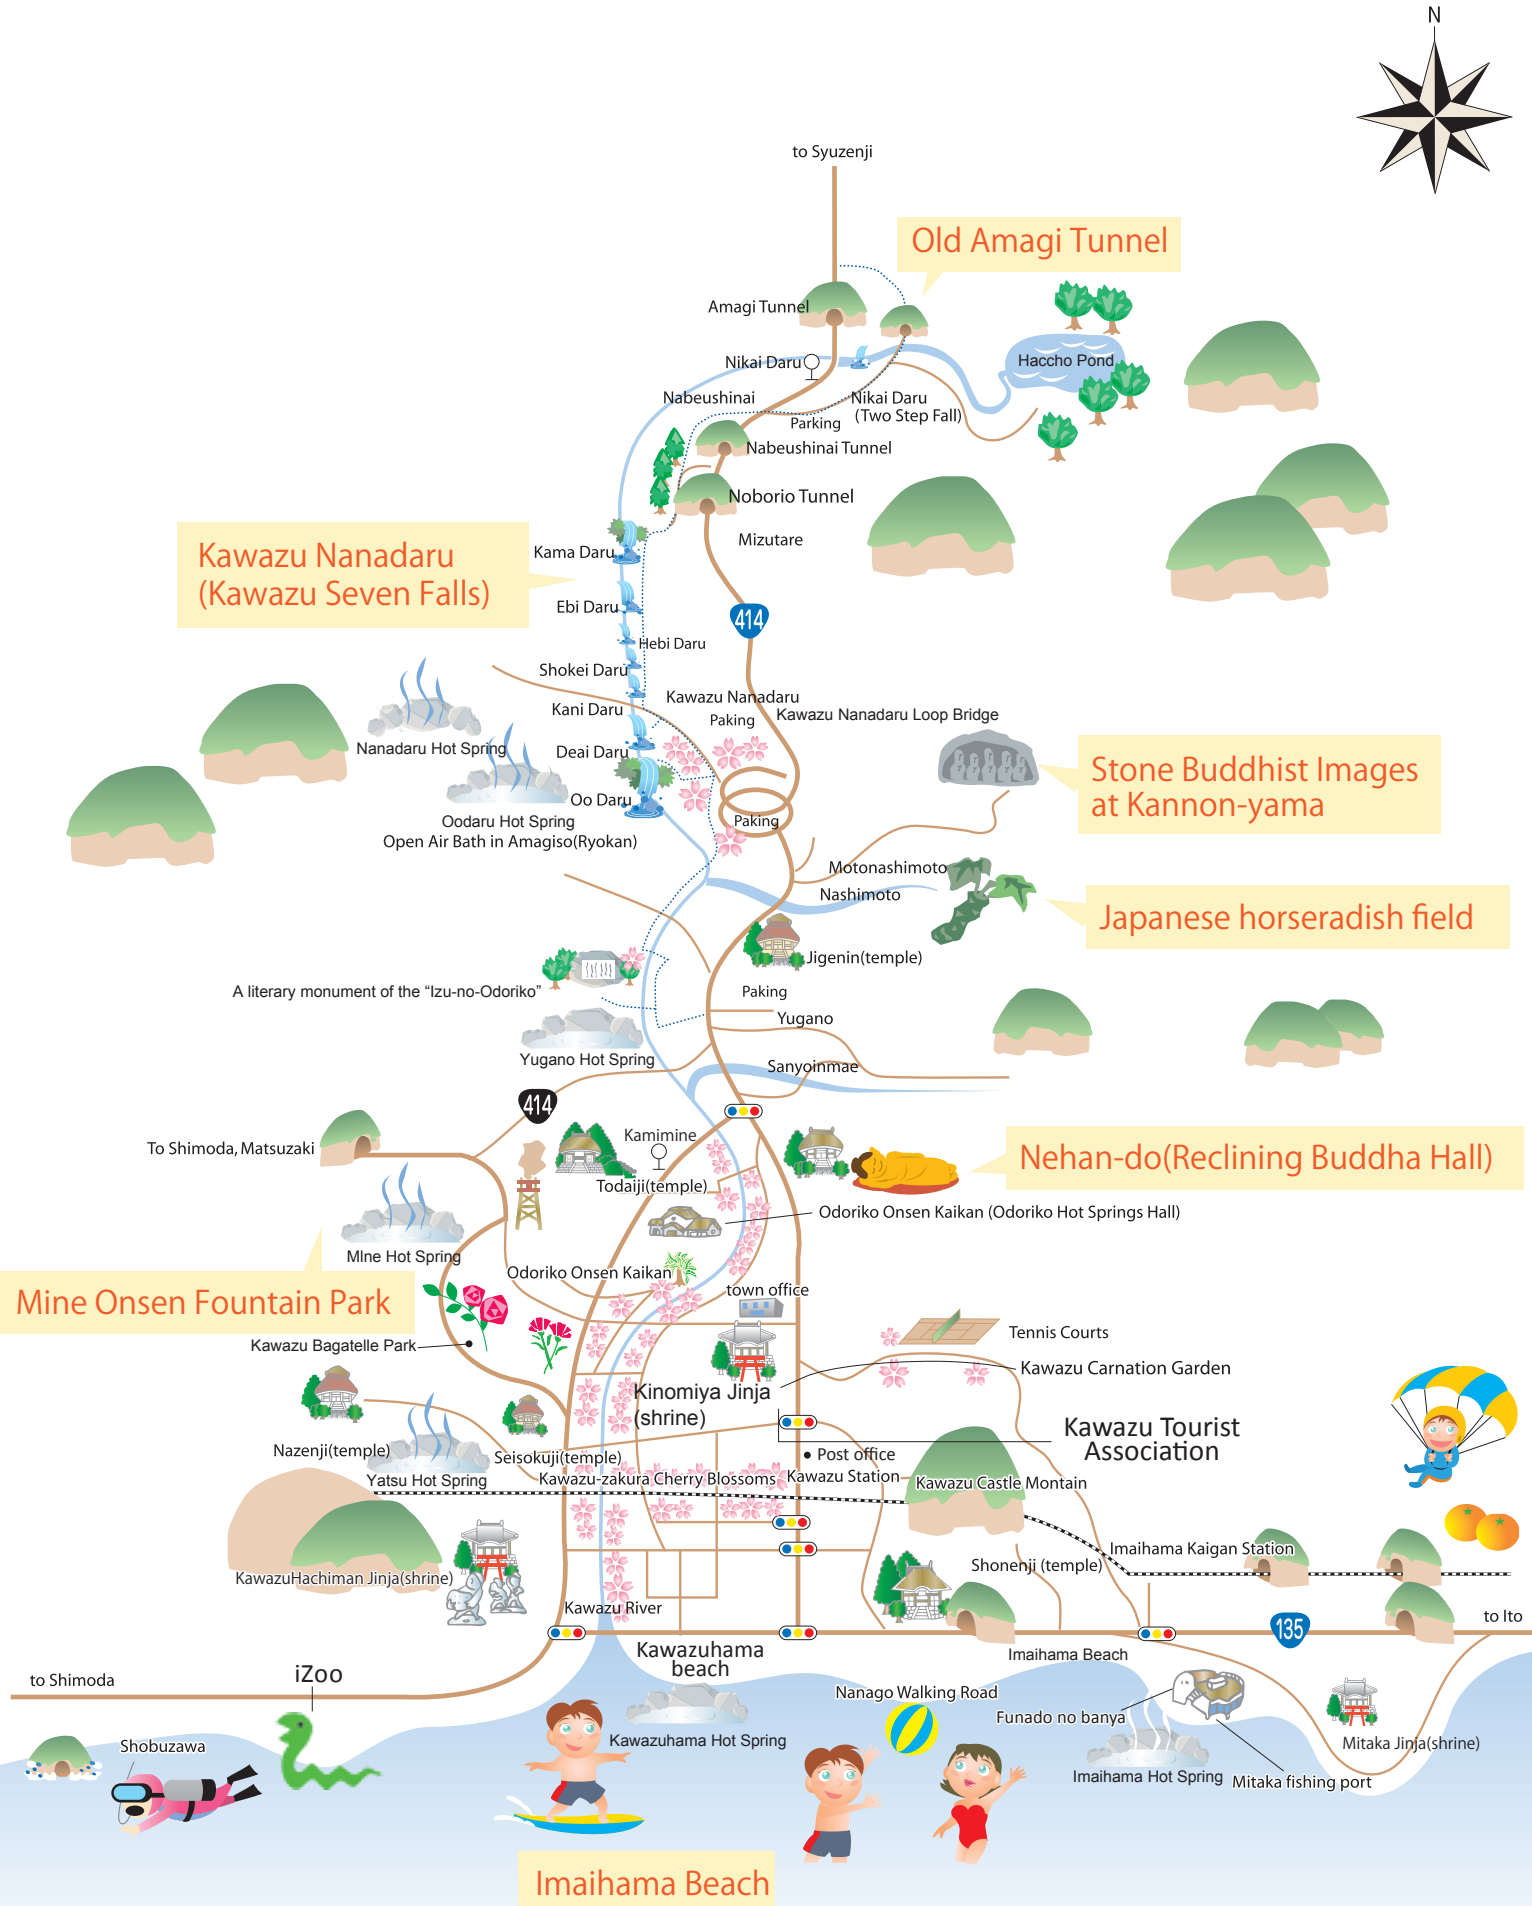 N
to Syuzenji
Old Amagi Tunnel
Amagi Tunnel
Haccho Pond
Nikai Daru
Nabeushinai
Nikai Daru
(Two Step Fall)
Parking
Nabeushinai Tunnel
Noborio Tunnel
Mizutare
Kawazu Nanadaru
(Kawazu Seven Falls)
Kama Daru
Ebi Daru
414
Hebi Daru
Shokei Daru
Kawazu Nanadaru
Kani Daru
Paking
Kawazu Nanadaru Loop Bridge
Nanadaru Hot Spring
Deai Daru
Stone Buddhist Images
at Kannon-yama
Oo Daru
Oodaru Hot Spring
Paking
Open Air Bath in Amagiso(Ryokan)
Motonashimoto
Nashimoto
Japanese horseradish field
Jigenin(temple)
A literary monument of the “Izu-no-Odoriko”
Paking
Yugano
Yugano Hot Spring
Sanyoinmae
414
Kamimine
To Shimoda, Matsuzaki
Nehan-do(Reclining Buddha Hall)
Todaiji(temple)
Odoriko Onsen Kaikan (Odoriko Hot Springs Hall)
MIne Hot Spring
Odoriko Onsen Kaikan
town office
Mine Onsen Fountain Park
Tennis Courts
Kawazu Bagatelle Park
Kawazu Carnation Garden
Kinomiya Jinja
(shrine)
Kawazu Tourist
Association
Nazenji(temple)
Seisokuji(temple)
Post office
Yatsu Hot Spring
Kawazu-zakura Cherry Blossoms
Kawazu Station
Kawazu Castle Montain
Imaihama Kaigan Station
Shonenji (temple)
KawazuHachiman Jinja(shrine)
Kawazu River
to Ito
135
Kawazuhama
beach
Imaihama Beach
to Shimoda
iZoo
Nanago Walking Road
Funado no banya
Kawazuhama Hot Spring
Shobuzawa
Mitaka Jinja(shrine)
Imaihama Hot Spring
Mitaka fishing port
Imaihama Beach